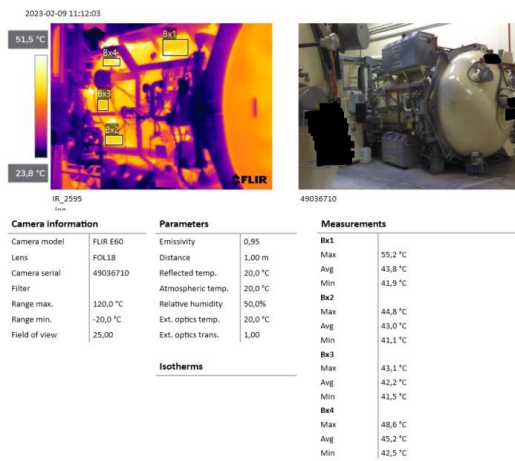 2023-02-09 11:12:03
51,5 °C
Bx1
Bx4
Bx3
Bx2
23,8 °C
FLIR
IR_2595
49036710
Camera information
Camera model FLIR E60
Lens FOL18
Camera serial 49036710
Filter
Range max. 120,0 °C
Range min. -20,0 °C
Field of view 25,00
Parameters
Emissivity 0,95
Distance 1,00 m
Reflected temp. 20,0 °C
Atmospheric temp. 20,0 °C
Relative humidity 50,0%
Ext. optics temp. 20,0 °C
Ext. optics trans. 1,00
Isotherms
Measurements
Bx1
Max 55,2 °C
Avg 43,8 °C
Min 41,9 °C
Bx2
Max 44,8 °C
Avg 43,0 °C
Min 41,1 °C
Bx3
Max 43,1 °C
Avg 42,2 °C
Min 41,5 °C
Bx4
Max 48,6 °C
Avg 45,2 °C
Min 42,5 °C